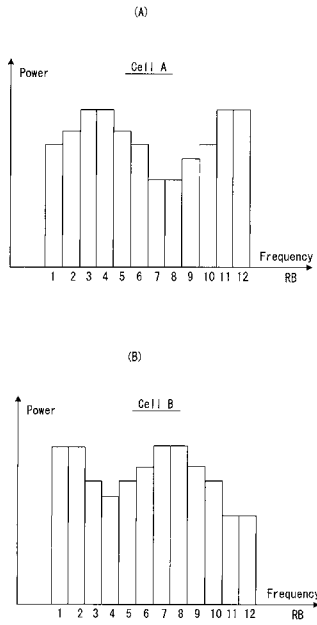 (A)
Cell A
Power
Frequency
1 2 3 4 5 6 7 8 9 10 11 12 RB
(B)
Cell B
Power
Frequency
1 2 3 4 5 6 7 8 9 10 11 12 RB